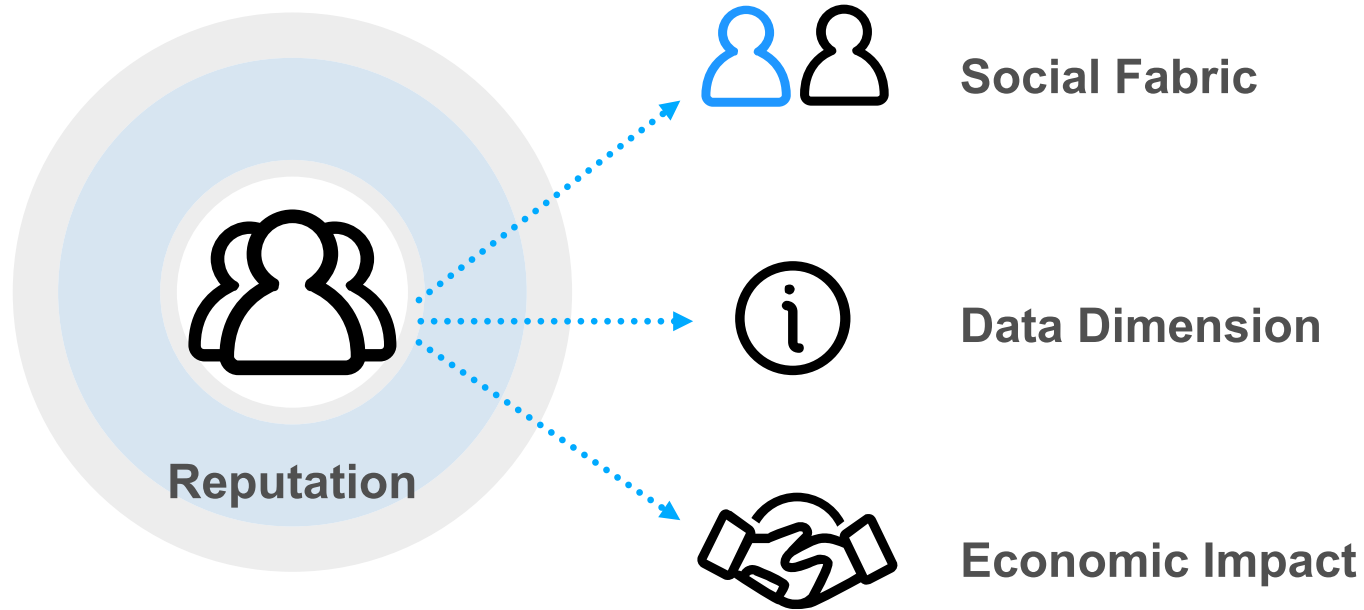 Social Fabric
Data Dimension
Reputation
Economic Impact